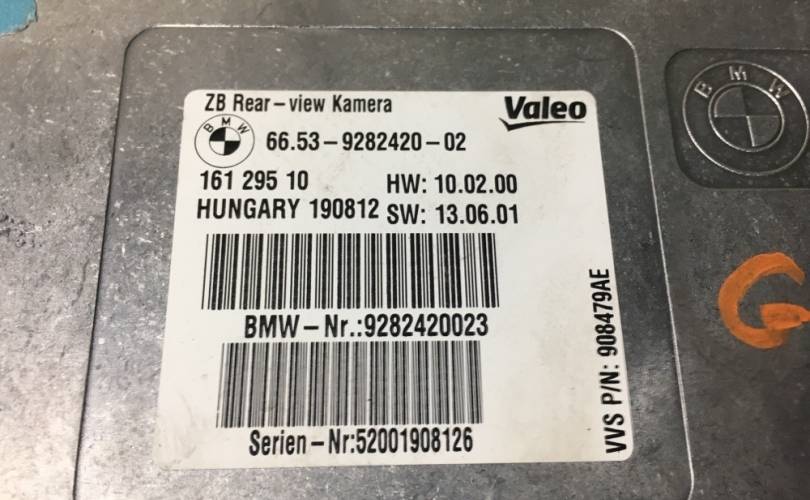 ZB Rear-view Kamera
Valeo
BMW
66.53-9282420-02
161 295 10
HW: 10.02.00
HUNGARY 190812
SW: 13.06.01
BMW-Nr.:9282420023
Serien-Nr:52001908126
VVS P/N: 908479AE
BMW
G